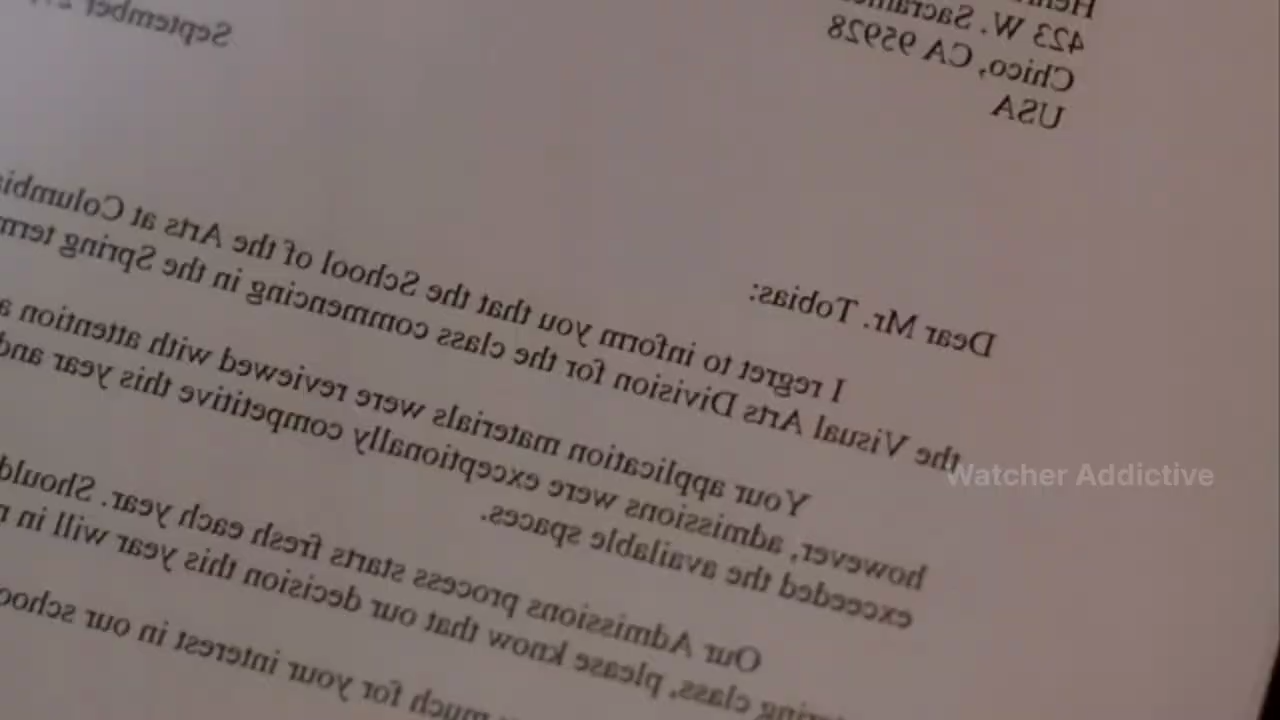 September
423 W. Sacram
Chico, CA 95928
USA
Dear Mr. Tobias:
I regret to inform you that the School of the Arts at Columbia
the Visual Arts Division for the class commencing in the Spring term
Your application materials were reviewed with attention a
however, admissions were exceptionally competitive this year and
exceeded the available spaces.
Our Admissions process starts fresh each year. Should
ring class, please know that our decision this year will in n
much for your interest in our schoo
Watcher Addictive